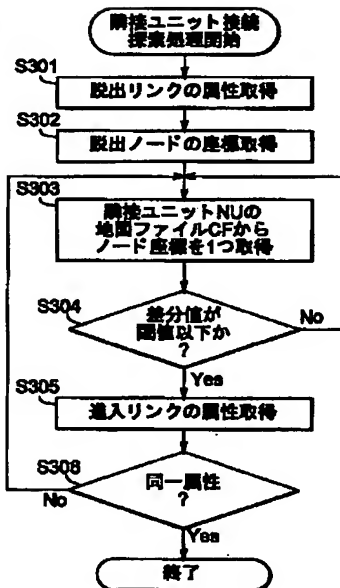 隣接ユニット接続
探索処理開始
S301
脱出リンクの属性取得
S302
脱出ノードの座標取得
S303
隣接ユニットNUの
地図ファイルCFから
ノード座標を1つ取得
S304
差分値が
閾値以下か
?
No
Yes
S305
進入リンクの属性取得
S308
同一属性
?
No
Yes
終了